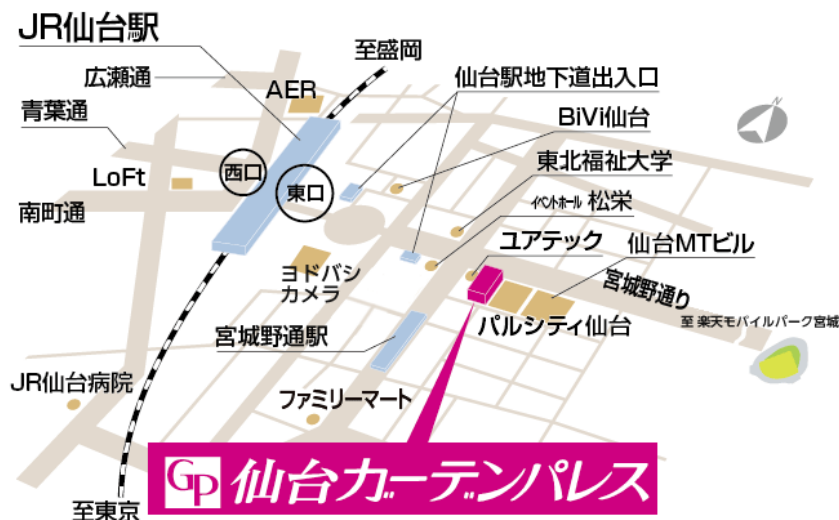 JR仙台駅
至盛岡
広瀬通
AER
仙台駅地下道出入口
青葉通
BiVi仙台
LoFt
西口
東口
東北福祉大学
南町通
イベントホール 松栄
ユアテック
仙台MTビル
ヨドバシ
カメラ
宮城野通り
パルシティ仙台
至 楽天モバイルパーク宮城
宮城野通駅
JR仙台病院
ファミリーマート
GP 仙台ガーデンパレス
至東京
N